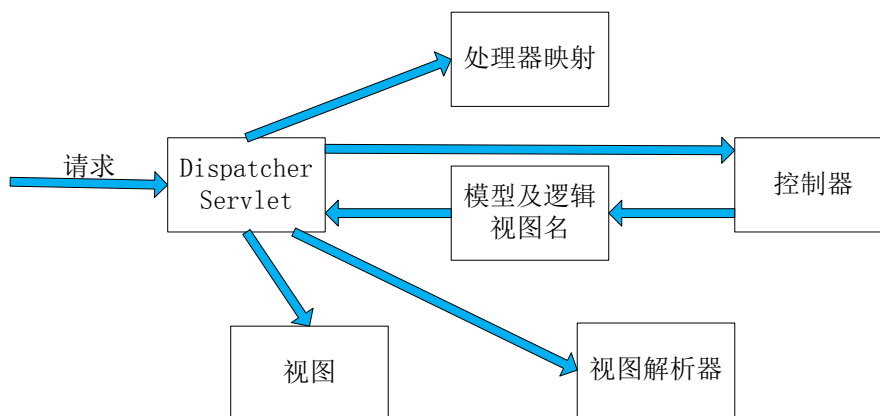 处理器映射
请求
Dispatcher
Servlet
模型及逻辑
视图名
控制器
视图
视图解析器